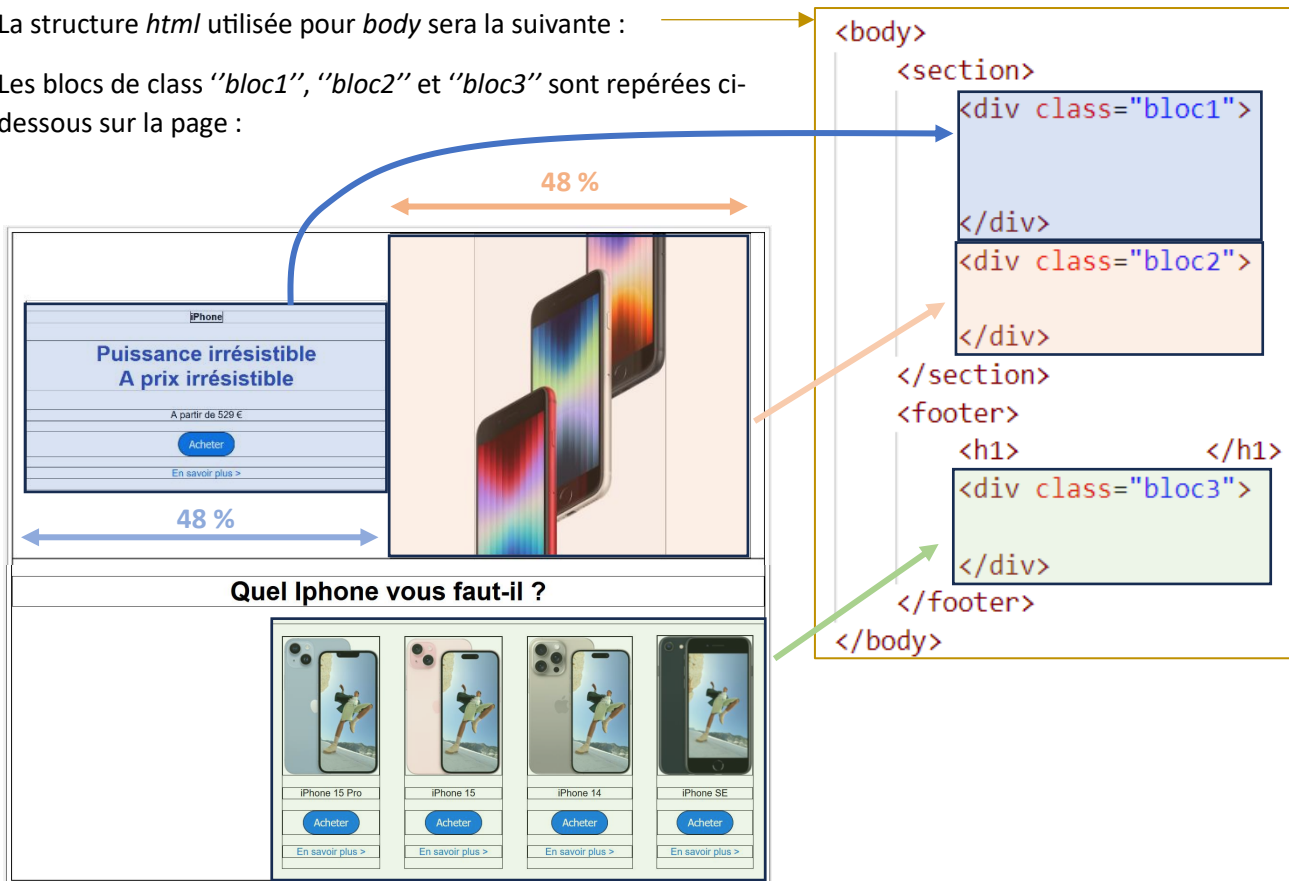 La structure html utilisée pour body sera la suivante :
Les blocs de class ‘’bloc1’’, ‘’bloc2’’ et ‘’bloc3’’ sont repérées ci-
dessous sur la page :
48 %
iPhone
Puissance irrésistible
A prix irrésistible
A partir de 529 €
Acheter
En savoir plus >
48 %
Quel Iphone vous faut-il ?
iPhone 15 Pro
iPhone 15
iPhone 14
iPhone SE
Acheter
Acheter
Acheter
Acheter
En savoir plus >
En savoir plus >
En savoir plus >
En savoir plus >
<body>
<section>
<div class="bloc1">
</div>
<div class="bloc2">
</div>
</section>
<footer>
<h1> </h1>
<div class="bloc3">
</div>
</footer>
</body>